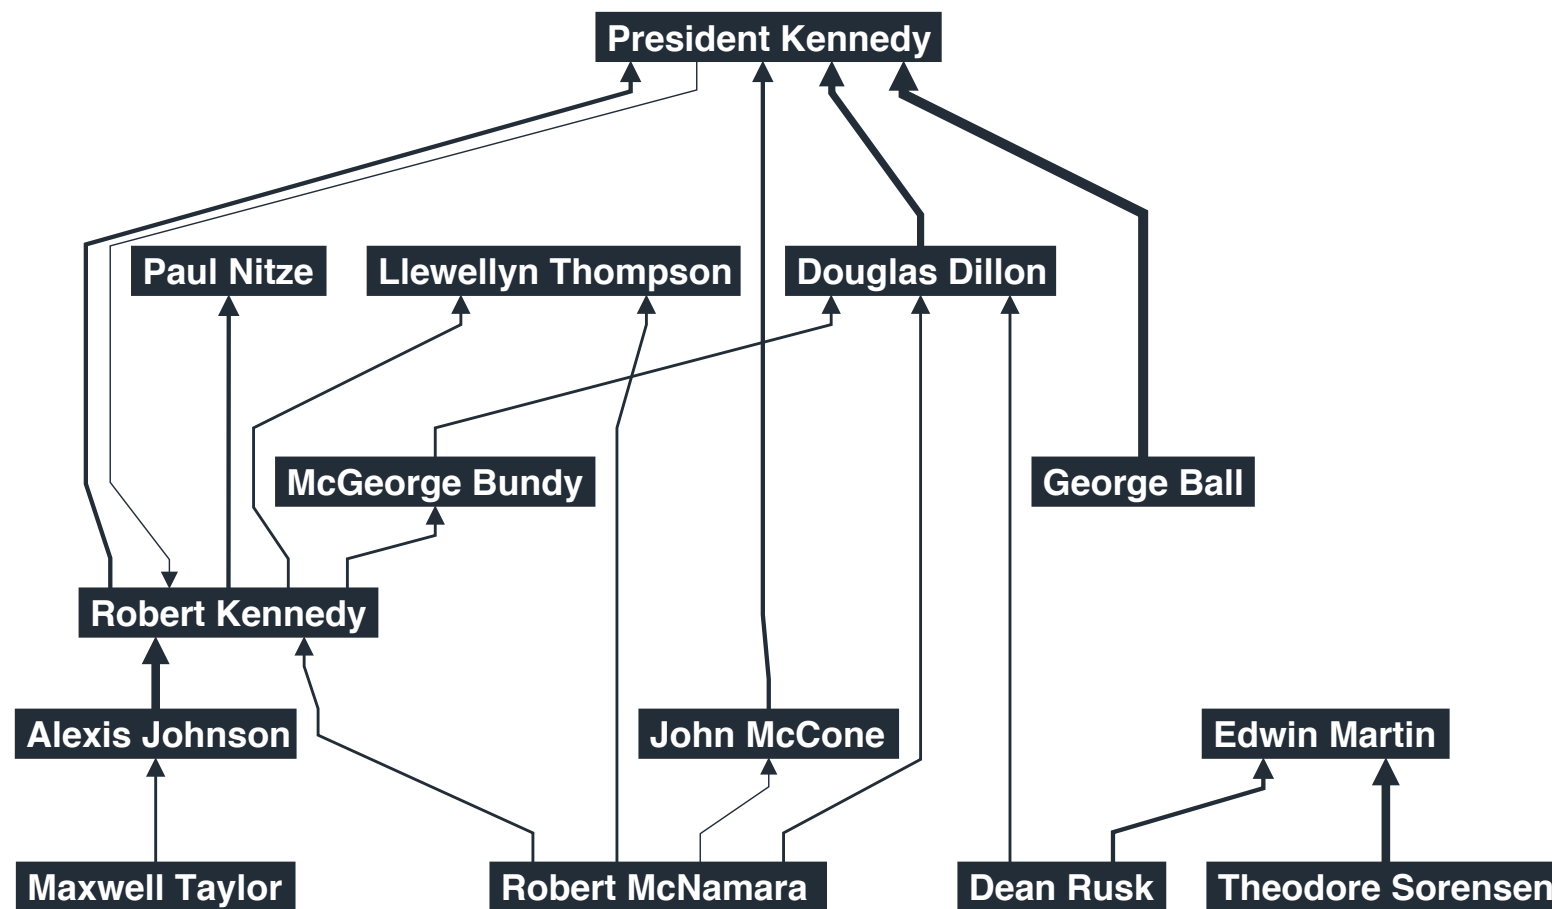 President Kennedy
Paul Nitze
Llewellyn Thompson
Douglas Dillon
McGeorge Bundy
George Ball
Robert Kennedy
Alexis Johnson
John McCone
Edwin Martin
Maxwell Taylor
Robert McNamara
Dean Rusk
Theodore Sorensen